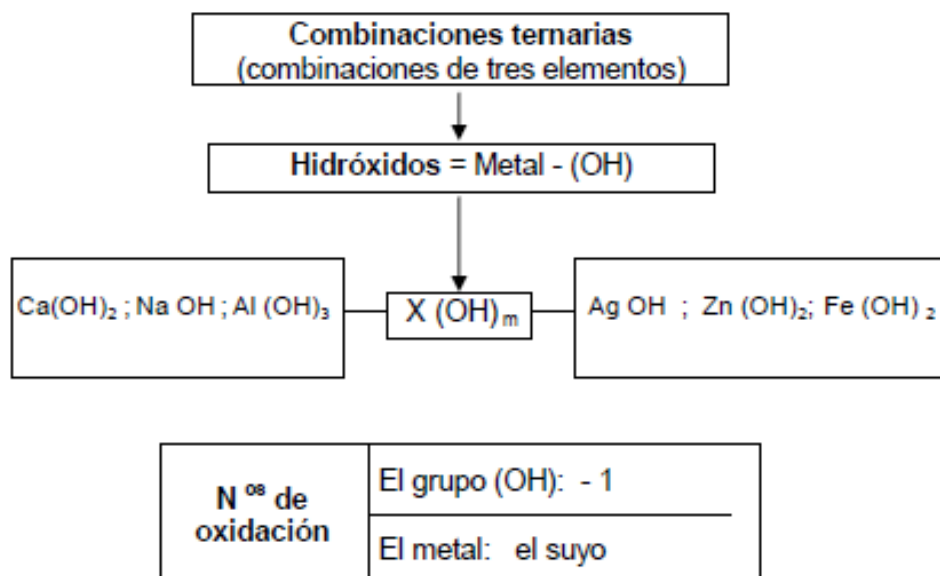 Combinaciones ternarias
(combinaciones de tres elementos)
Hidróxidos = Metal - (OH)
Ca(OH)₂ ; Na OH ; Al (OH)₃
X (OH) ₘ
Ag OH ; Zn (OH)₂; Fe (OH) ₂
N ᵒˢ de
oxidación
El grupo (OH): - 1
El metal: el suyo